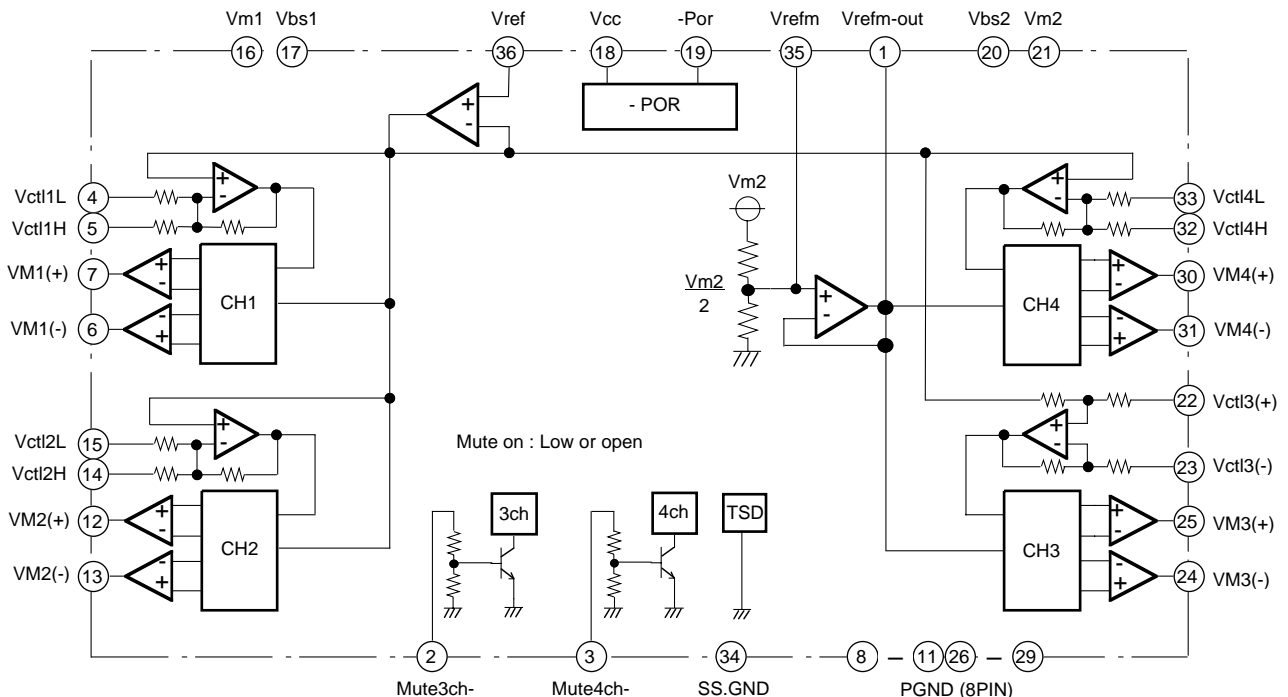 Vm1 Vbs1 Vref Vcc -Por Vrefm Vrefm-out Vbs2 Vm2
16 17 36 18 19 35 1 20 21
+
-
- POR
Vctl1L 4
Vctl1H 5
VM1(+) 7
VM1(-) 6
+
-
CH1
+
-
-
+
Vm2
Vm2
2
+
-
+
-
33 Vctl4L
32 Vctl4H
30 VM4(+)
31 VM4(-)
CH4
+
-
-
+
Vctl2L 15
Vctl2H 14
VM2(+) 12
VM2(-) 13
+
-
CH2
+
-
-
+
Mute on : Low or open
3ch 4ch TSD
22 Vctl3(+)
23 Vctl3(-)
25 VM3(+)
24 VM3(-)
+
-
CH3
+
-
-
+
2 3 34 8 – 11 26 – 29
Mute3ch- Mute4ch- SS.GND PGND (8PIN)